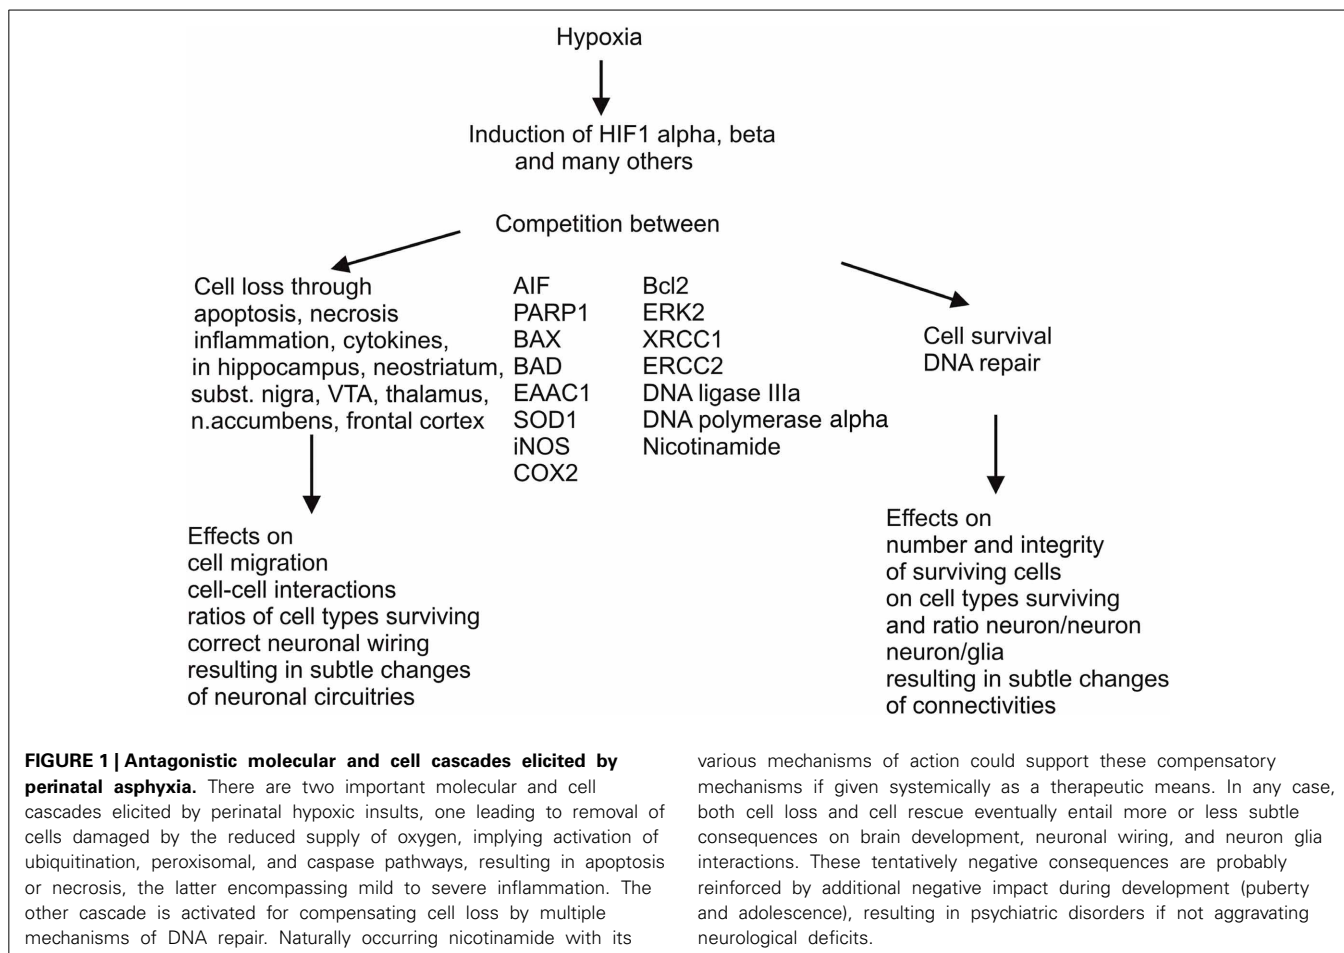 Hypoxia
Induction of HIF1 alpha, beta
and many others
Competition between
Cell loss through
apoptosis, necrosis
inflammation, cytokines,
in hippocampus, neostriatum,
subst. nigra, VTA, thalamus,
n.accumbens, frontal cortex
AIF
PARP1
BAX
BAD
EAAC1
SOD1
iNOS
COX2
Bcl2
ERK2
XRCC1
ERCC2
DNA ligase IIIa
DNA polymerase alpha
Nicotinamide
Cell survival
DNA repair
Effects on
cell migration
cell-cell interactions
ratios of cell types surviving
correct neuronal wiring
resulting in subtle changes
of neuronal circuitries
Effects on
number and integrity
of surviving cells
on cell types surviving
and ratio neuron/neuron
neuron/glia
resulting in subtle changes
of connectivities
FIGURE 1 | Antagonistic molecular and cell cascades elicited by
perinatal asphyxia. There are two important molecular and cell
cascades elicited by perinatal hypoxic insults, one leading to removal of
cells damaged by the reduced supply of oxygen, implying activation of
ubiquitination, peroxisomal, and caspase pathways, resulting in apoptosis
or necrosis, the latter encompassing mild to severe inflammation. The
other cascade is activated for compensating cell loss by multiple
mechanisms of DNA repair. Naturally occurring nicotinamide with its
various mechanisms of action could support these compensatory
mechanisms if given systemically as a therapeutic means. In any case,
both cell loss and cell rescue eventually entail more or less subtle
consequences on brain development, neuronal wiring, and neuron glia
interactions. These tentatively negative consequences are probably
reinforced by additional negative impact during development (puberty
and adolescence), resulting in psychiatric disorders if not aggravating
neurological deficits.